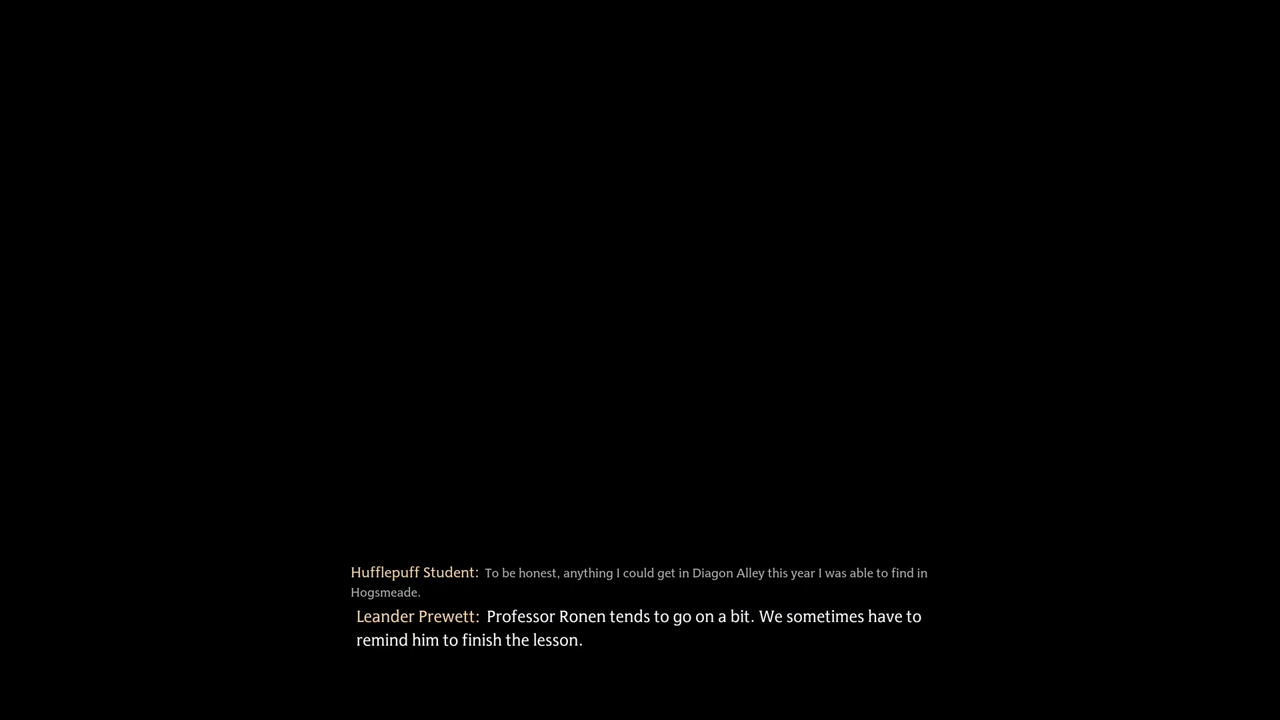 Hufflepuff Student: To be honest, anything I could get in Diagon Alley this year I was able to find in
Hogsmeade.
Leander Prewett: Professor Ronen tends to go on a bit. We sometimes have to
remind him to finish the lesson.